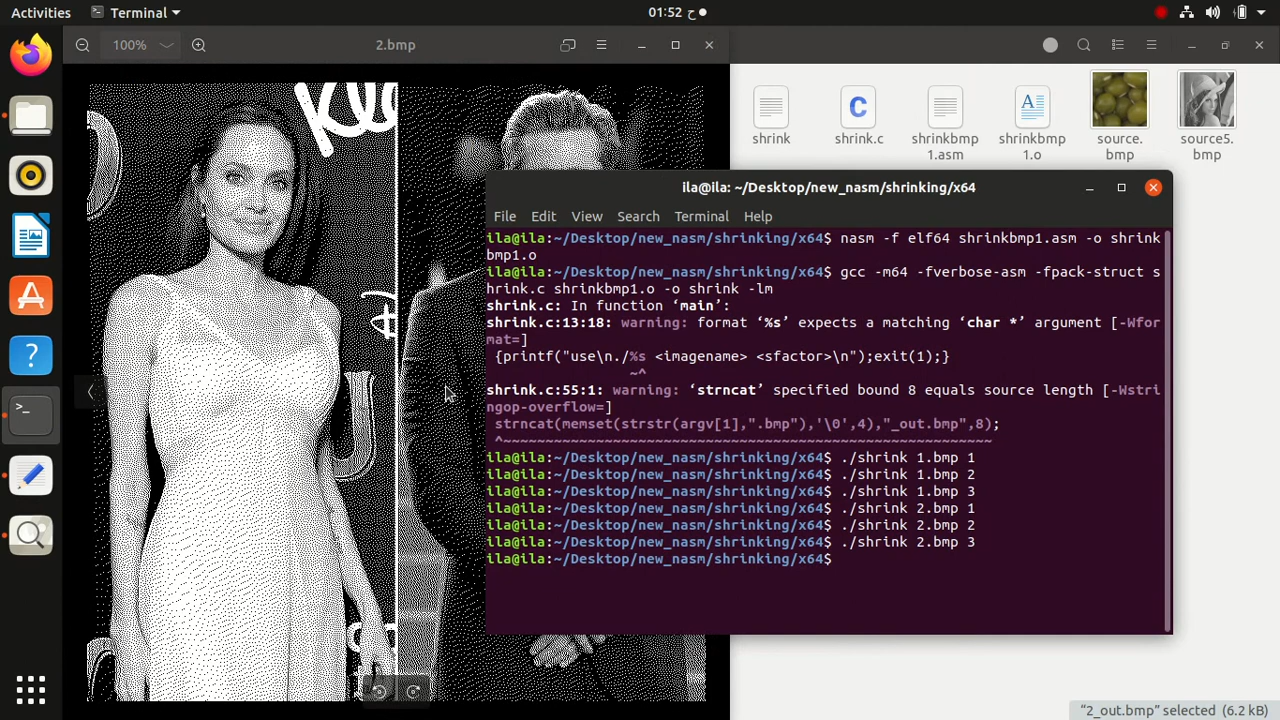 Activities
Terminal
01:52 ح
100%
2.bmp
shrink
shrink.c
shrinkbmp
1.asm
shrinkbmp
1.o
source.
bmp
source5.
bmp
ila@ila: ~/Desktop/new_nasm/shrinking/x64
File Edit View Search Terminal Help
ila@ila:~/Desktop/new_nasm/shrinking/x64$ nasm -f elf64 shrinkbmp1.asm -o shrink
bmp1.o
ila@ila:~/Desktop/new_nasm/shrinking/x64$ gcc -m64 -fverbose-asm -fpack-struct s
hrink.c shrinkbmp1.o -o shrink -lm
shrink.c: In function ‘main’:
shrink.c:13:18: warning: format ‘%s’ expects a matching ‘char *’ argument [-Wfor
mat=]
{printf("use\n./%s <imagename> <sfactor>\n");exit(1);}
~^
shrink.c:55:1: warning: ‘strncat’ specified bound 8 equals source length [-Wstri
ngop-overflow=]
strncat(memset(strstr(argv[1],".bmp"),'\0',4),"_out.bmp",8);
^~~~~~~~~~~~~~~~~~~~~~~~~~~~~~~~~~~~~~~~~~~~~~~~~~~~~~~~~~~
ila@ila:~/Desktop/new_nasm/shrinking/x64$ ./shrink 1.bmp 1
ila@ila:~/Desktop/new_nasm/shrinking/x64$ ./shrink 1.bmp 2
ila@ila:~/Desktop/new_nasm/shrinking/x64$ ./shrink 1.bmp 3
ila@ila:~/Desktop/new_nasm/shrinking/x64$ ./shrink 2.bmp 1
ila@ila:~/Desktop/new_nasm/shrinking/x64$ ./shrink 2.bmp 2
ila@ila:~/Desktop/new_nasm/shrinking/x64$ ./shrink 2.bmp 3
ila@ila:~/Desktop/new_nasm/shrinking/x64$
“2_out.bmp” selected (6.2 kB)